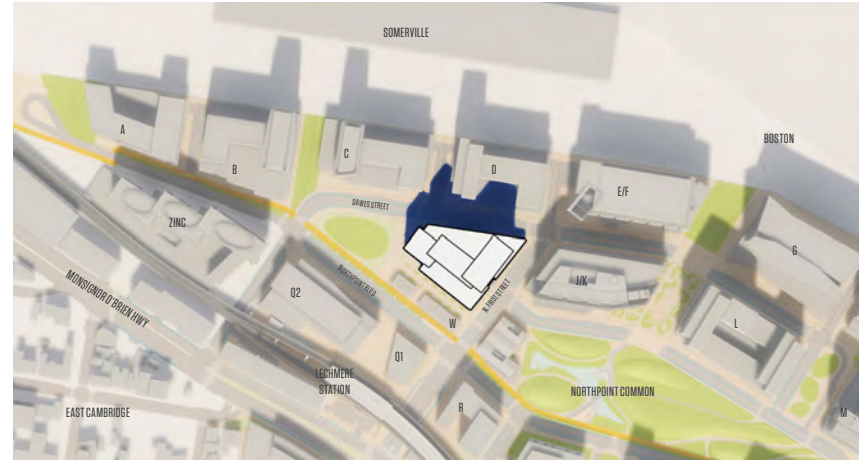 SOMERVILLE
BOSTON
A
B
C
D
E/F
G
DAWES STREET
ZINC
NORTHPOINT BLVD
N. FIRST STREET
J/K
MONSIGNOR O'BRIEN HWY
Q2
W
L
Q1
LECHMERE
STATION
NORTHPOINT COMMON
R
EAST CAMBRIDGE
M